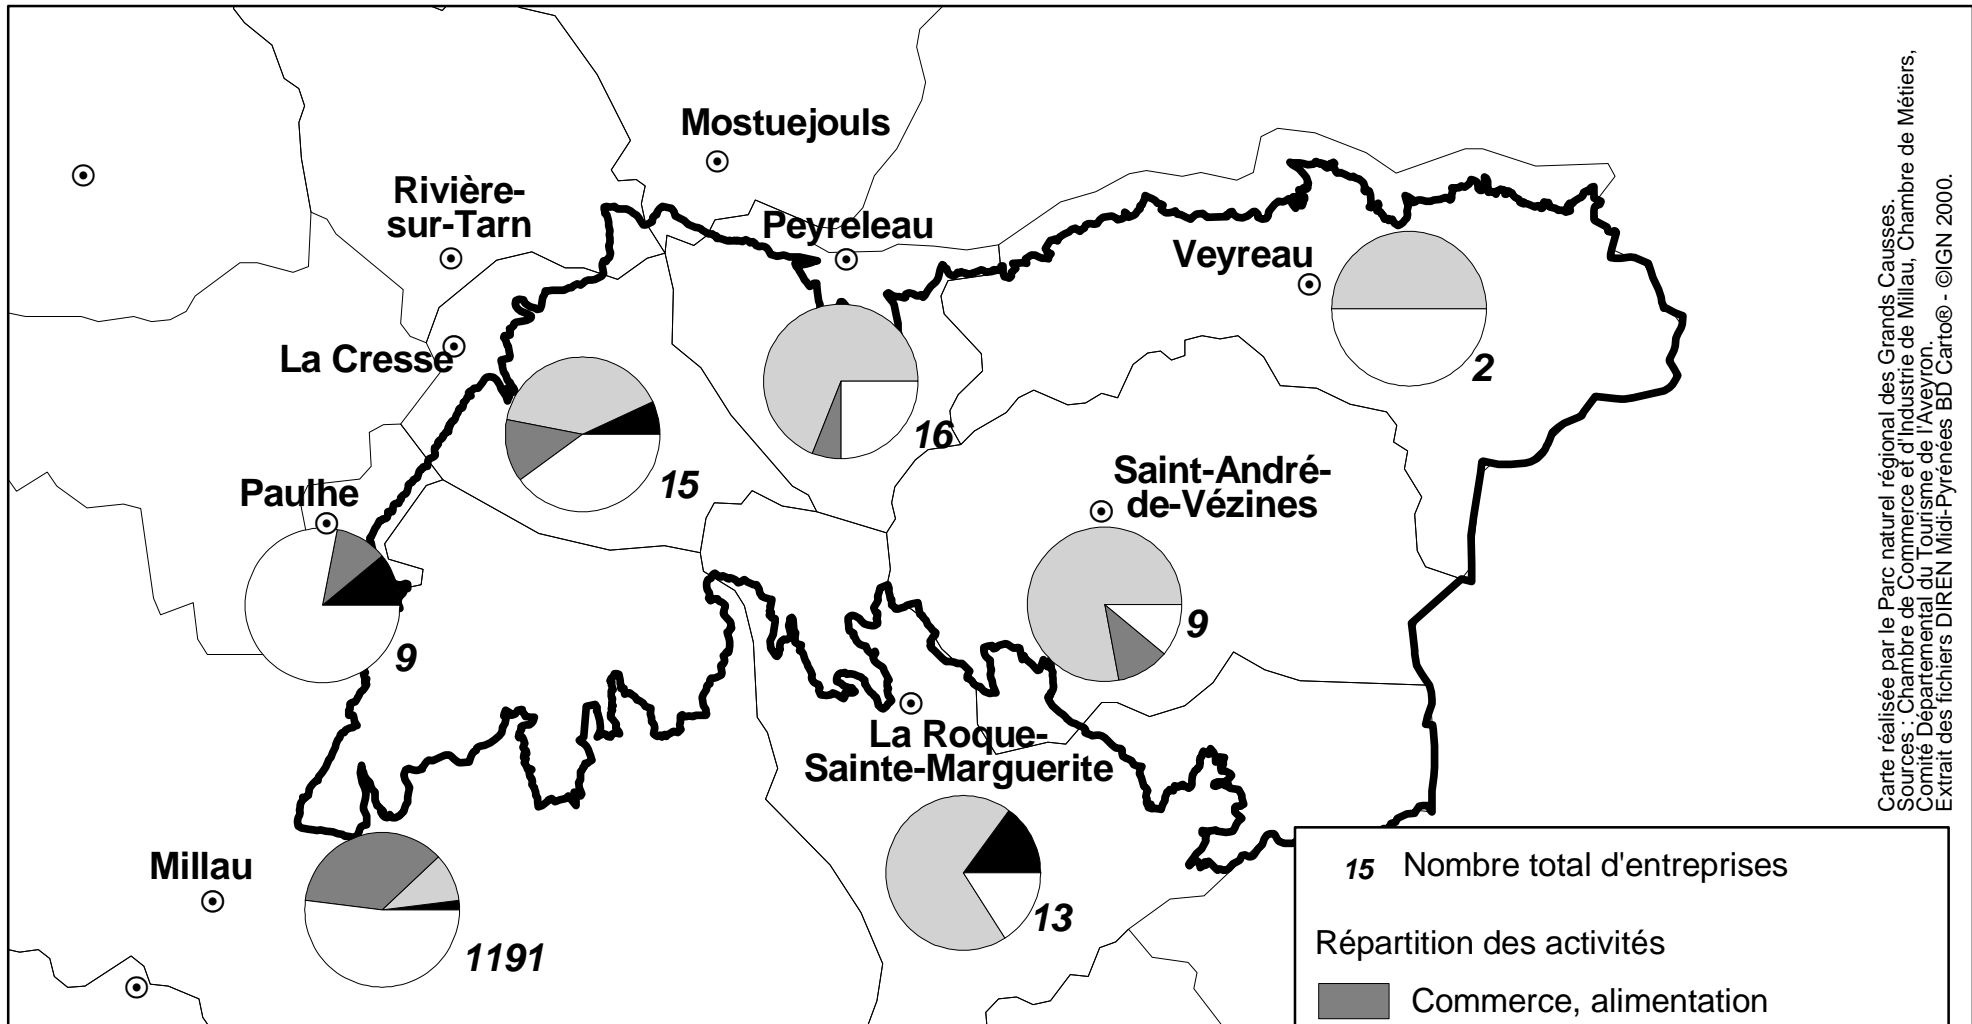 Mostuejouls
Rivière-
sur-Tarn
Peyreleau
Veyreau
La Cresse
2
16
15
Saint-André-
de-Vézines
Paulhe
9
9
La Roque-
Sainte-Marguerite
Millau
13
1191
15 Nombre total d'entreprises
Répartition des activités
Commerce, alimentation
Carte réalisée par le Parc naturel régional des Grands Causses.
Sources : Chambre de Commerce et d'Industrie de Millau, Chambre de Métiers,
Comité Départemental du Tourisme de l'Aveyron.
Extrait des fichiers DIREN Midi-Pyrénées BD Carto® - ©IGN 2000.